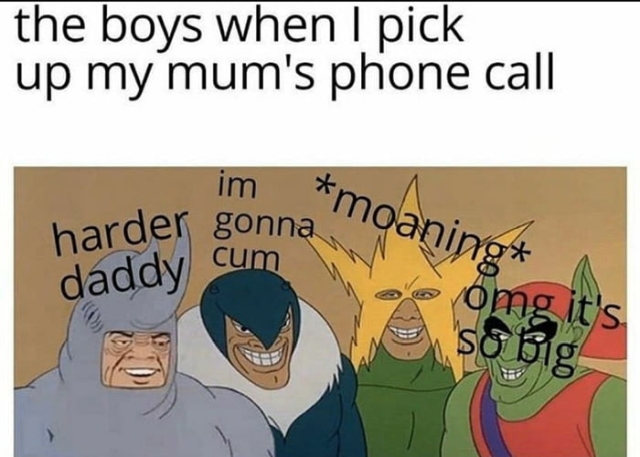 the boys when I pick
up my mum's phone call
harder
daddy
im
gonna
cum
*moaning*
omg it's
so big